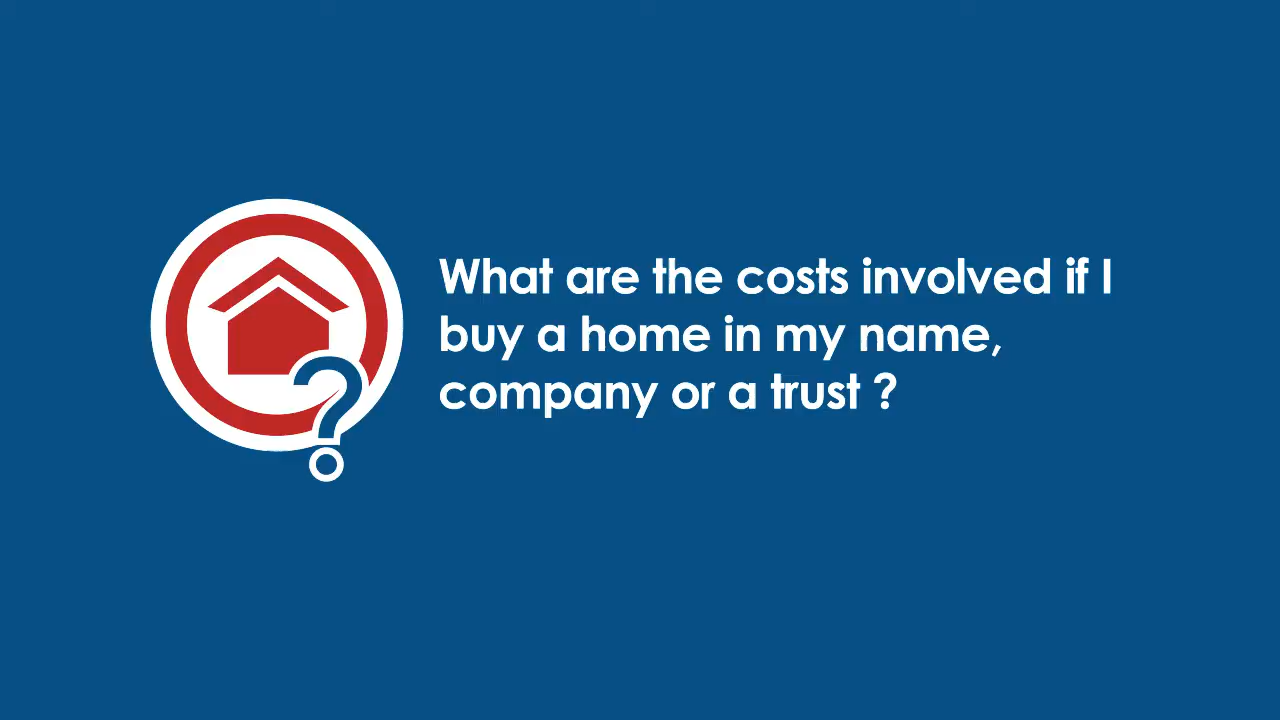 What are the costs involved if I
buy a home in my name,
company or a trust ?